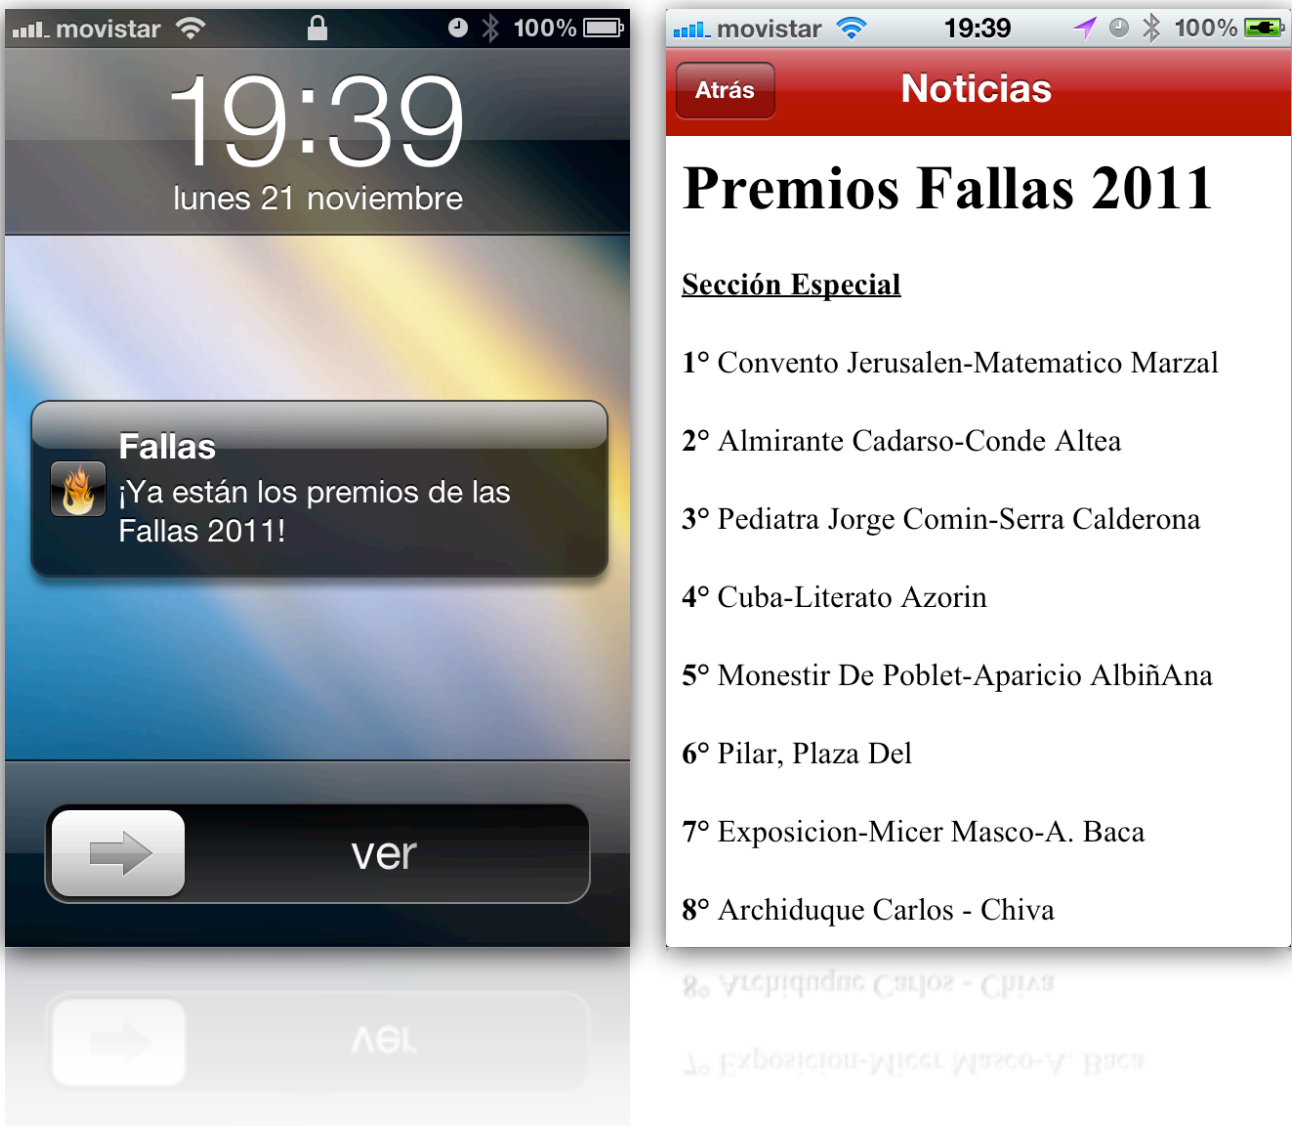 movistar 100%
19:39
lunes 21 noviembre
Fallas
¡Ya están los premios de las
Fallas 2011!
ver
movistar 19:39 100%
Atrás
Noticias
Premios Fallas 2011
Sección Especial
1° Convento Jerusalen-Matematico Marzal
2° Almirante Cadarso-Conde Altea
3° Pediatra Jorge Comin-Serra Calderona
4° Cuba-Literato Azorin
5° Monestir De Poblet-Aparicio AlbiñAna
6° Pilar, Plaza Del
7° Exposicion-Micer Masco-A. Baca
8° Archiduque Carlos - Chiva